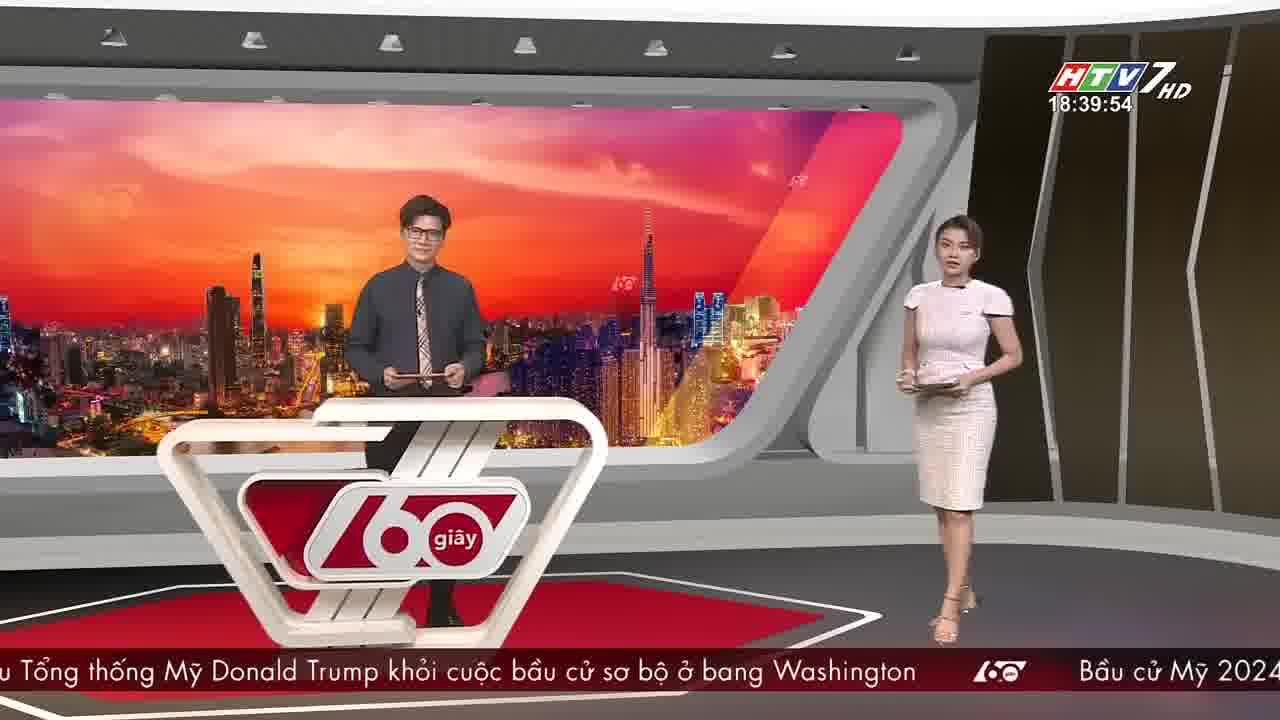 HTV7 HD
18:39:54
60 giây
u Tổng thống Mỹ Donald Trump khỏi cuộc bầu cử sơ bộ ở bang Washington
60
Bầu cử Mỹ 2024